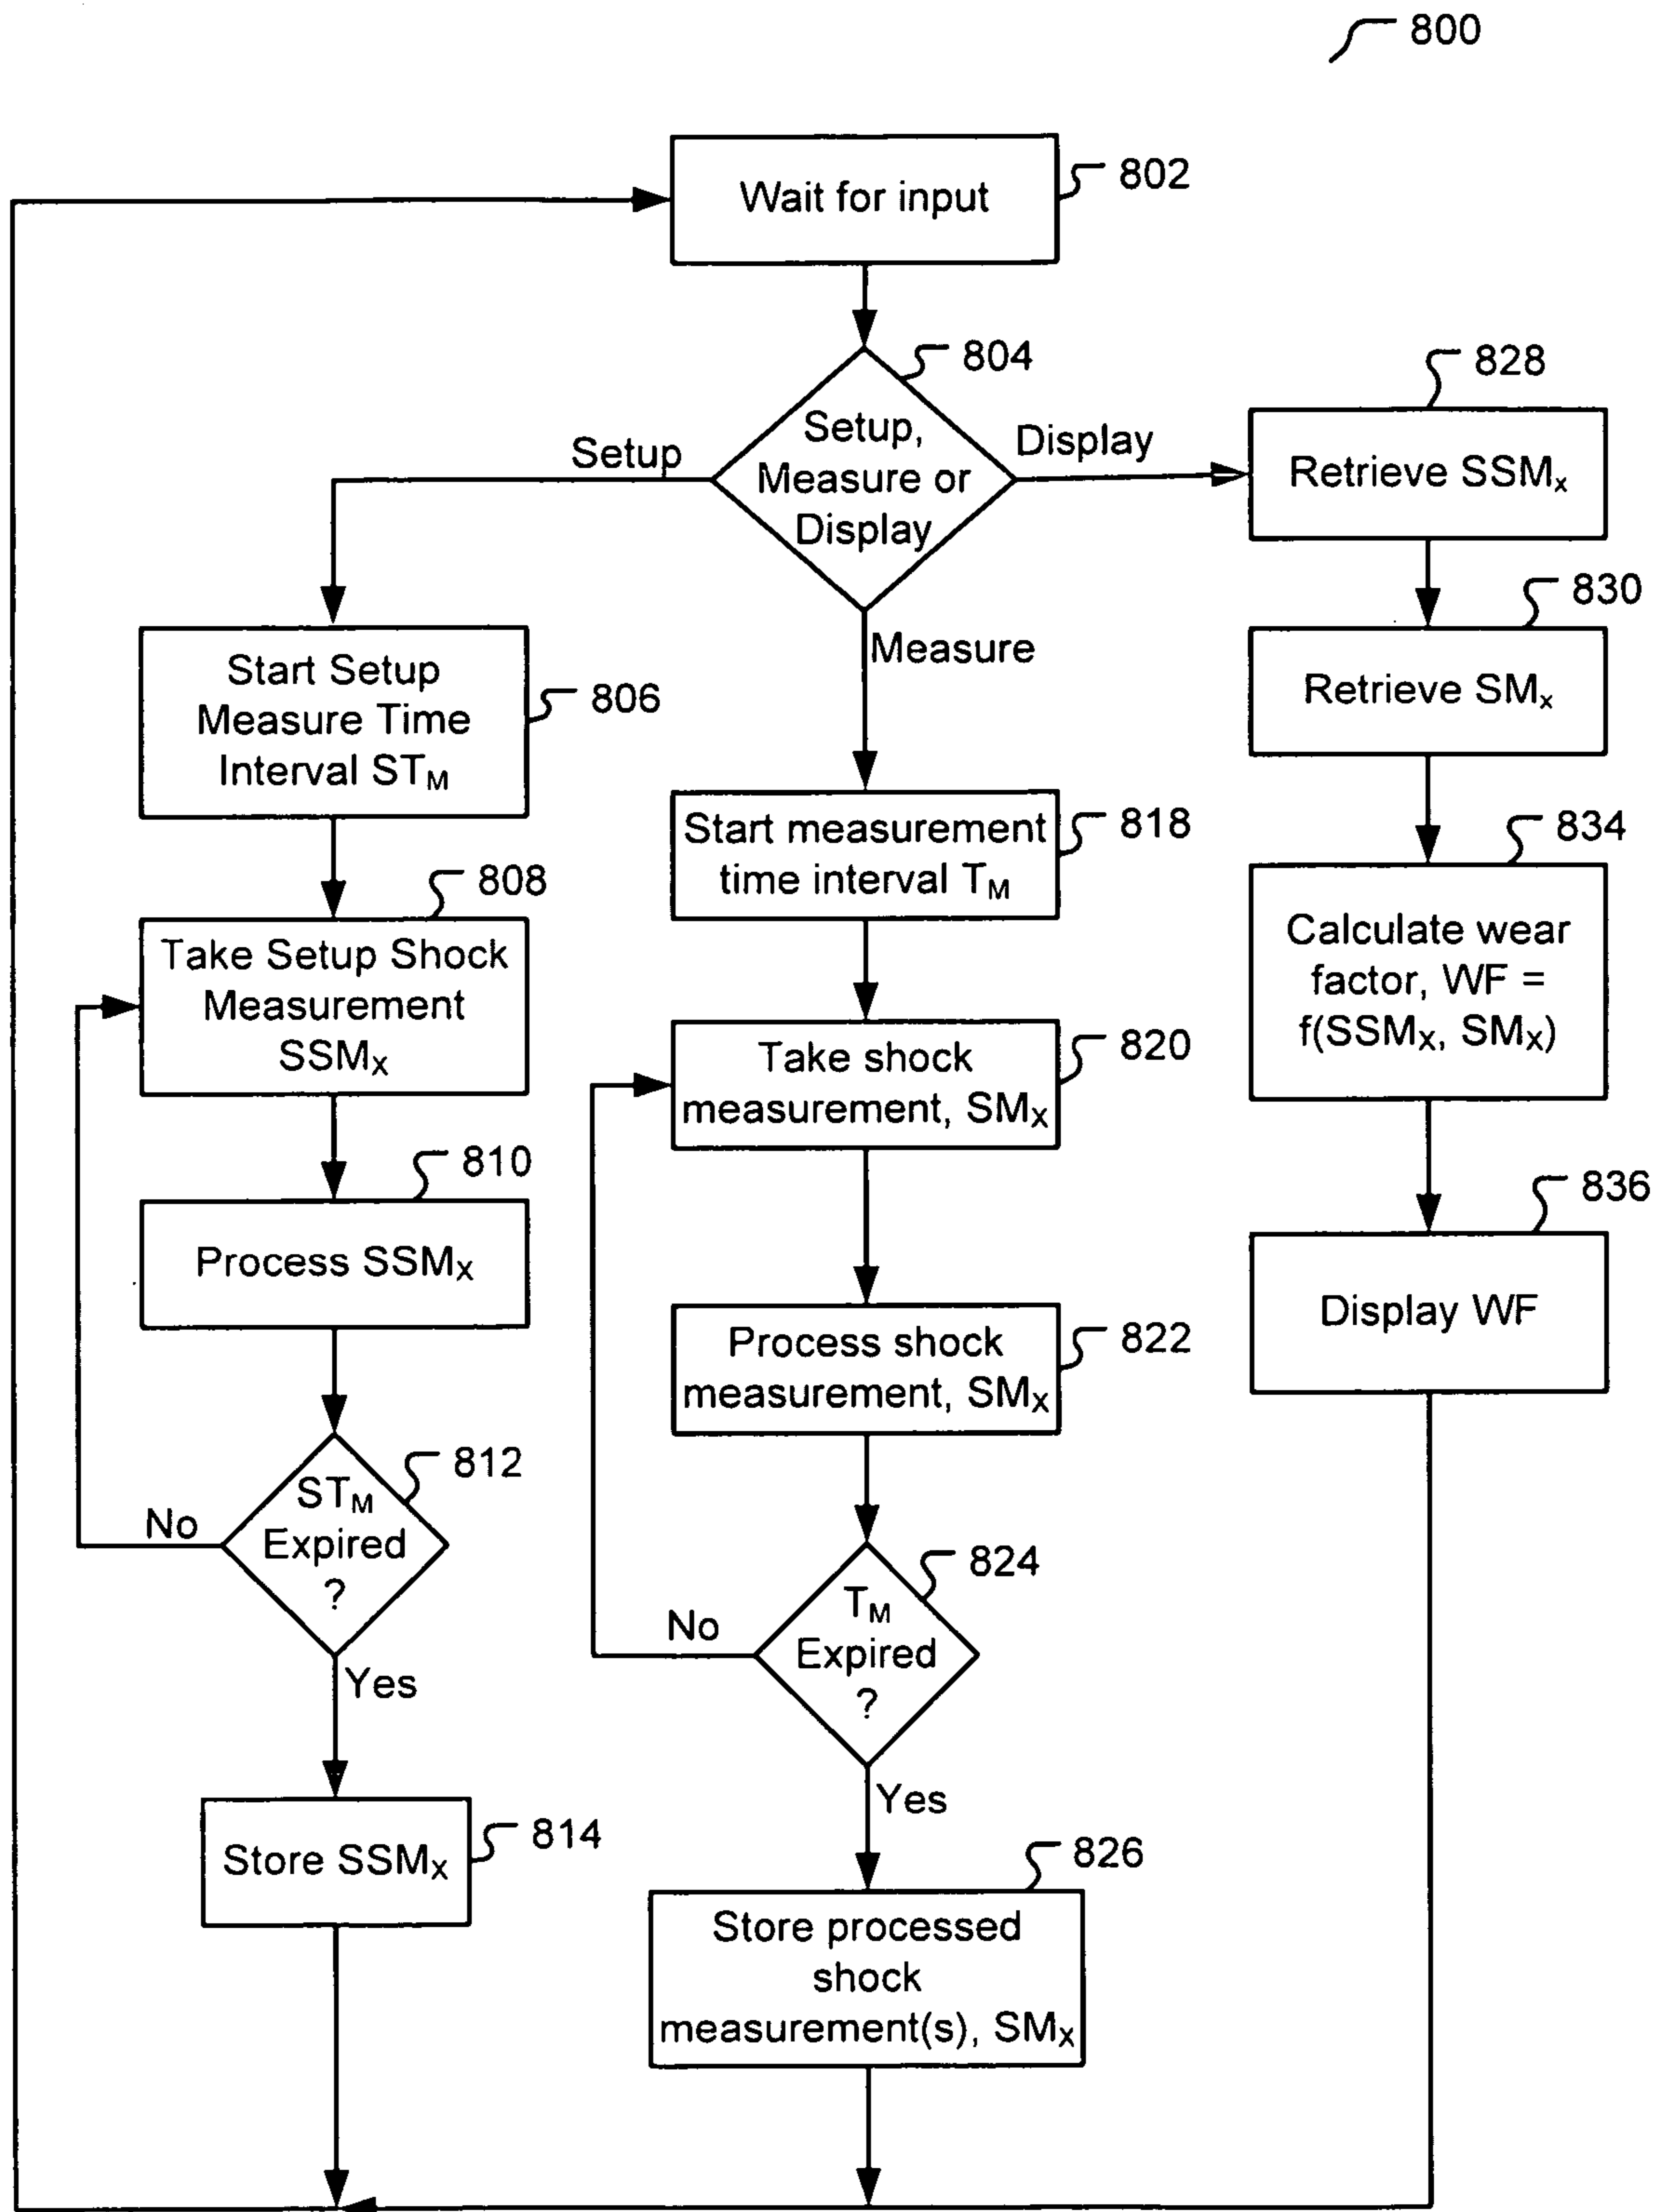 800
Wait for input
802
804
Setup,
Measure or
Display
Setup
Display
Measure
828
Retrieve SSMx
830
Retrieve SMx
834
Calculate wear
factor, WF =
f(SSMX, SMX)
836
Display WF
Start Setup
Measure Time
Interval STM
806
808
Take Setup Shock
Measurement
SSMX
810
Process SSMX
812
STM
Expired
?
No
Yes
Store SSMX
814
Start measurement
time interval TM
818
Take shock
measurement, SMX
820
Process shock
measurement, SMX
822
824
TM
Expired
?
No
Yes
826
Store processed
shock
measurement(s), SMX